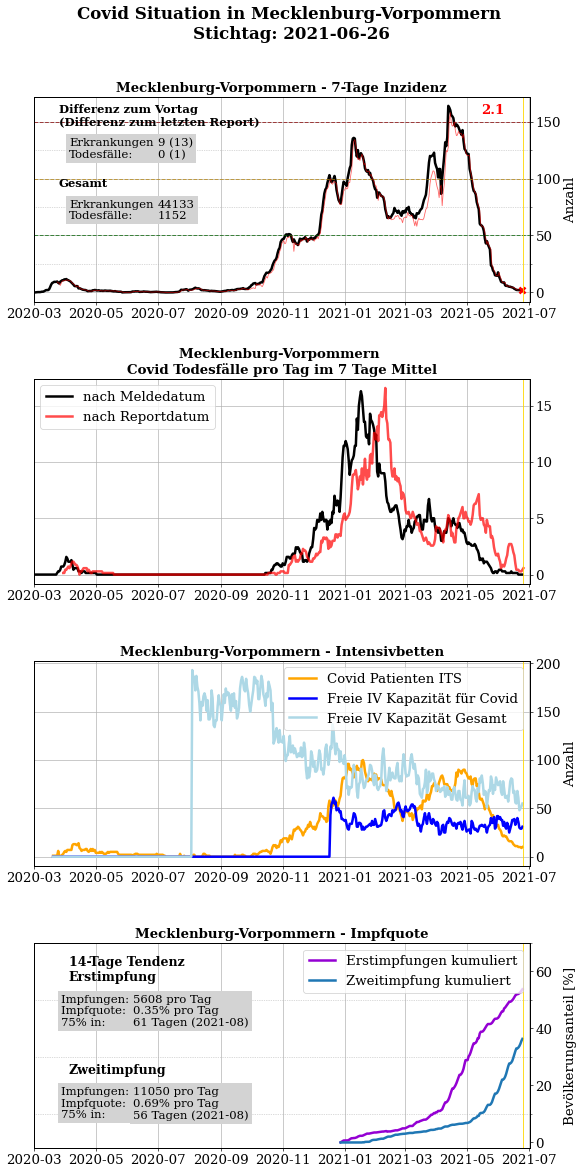 Covid Situation in Mecklenburg-Vorpommern
Stichtag: 2021-06-26
Mecklenburg-Vorpommern - 7-Tage Inzidenz
Differenz zum Vortag
(Differenz zum letzten Report)
Erkrankungen 9 (13)
Todesfälle: 0 (1)
Gesamt
Erkrankungen 44133
Todesfälle: 1152
2.1
150
100
50
0
Anzahl
2020-03 2020-05 2020-07 2020-09 2020-11 2021-01 2021-03 2021-05 2021-07
Mecklenburg-Vorpommern
Covid Todesfälle pro Tag im 7 Tage Mittel
nach Meldedatum
nach Reportdatum
15
10
5
0
2020-03 2020-05 2020-07 2020-09 2020-11 2021-01 2021-03 2021-05 2021-07
Mecklenburg-Vorpommern - Intensivbetten
Covid Patienten ITS
Freie IV Kapazität für Covid
Freie IV Kapazität Gesamt
200
150
100
50
0
Anzahl
2020-03 2020-05 2020-07 2020-09 2020-11 2021-01 2021-03 2021-05 2021-07
Mecklenburg-Vorpommern - Impfquote
14-Tage Tendenz
Erstimpfung
Impfungen: 5608 pro Tag
Impfquote: 0.35% pro Tag
75% in: 61 Tagen (2021-08)
Zweitimpfung
Impfungen: 11050 pro Tag
Impfquote: 0.69% pro Tag
75% in: 56 Tagen (2021-08)
Erstimpfungen kumuliert
Zweitimpfung kumuliert
60
40
20
0
Bevölkerungsanteil [%]
2020-03 2020-05 2020-07 2020-09 2020-11 2021-01 2021-03 2021-05 2021-07